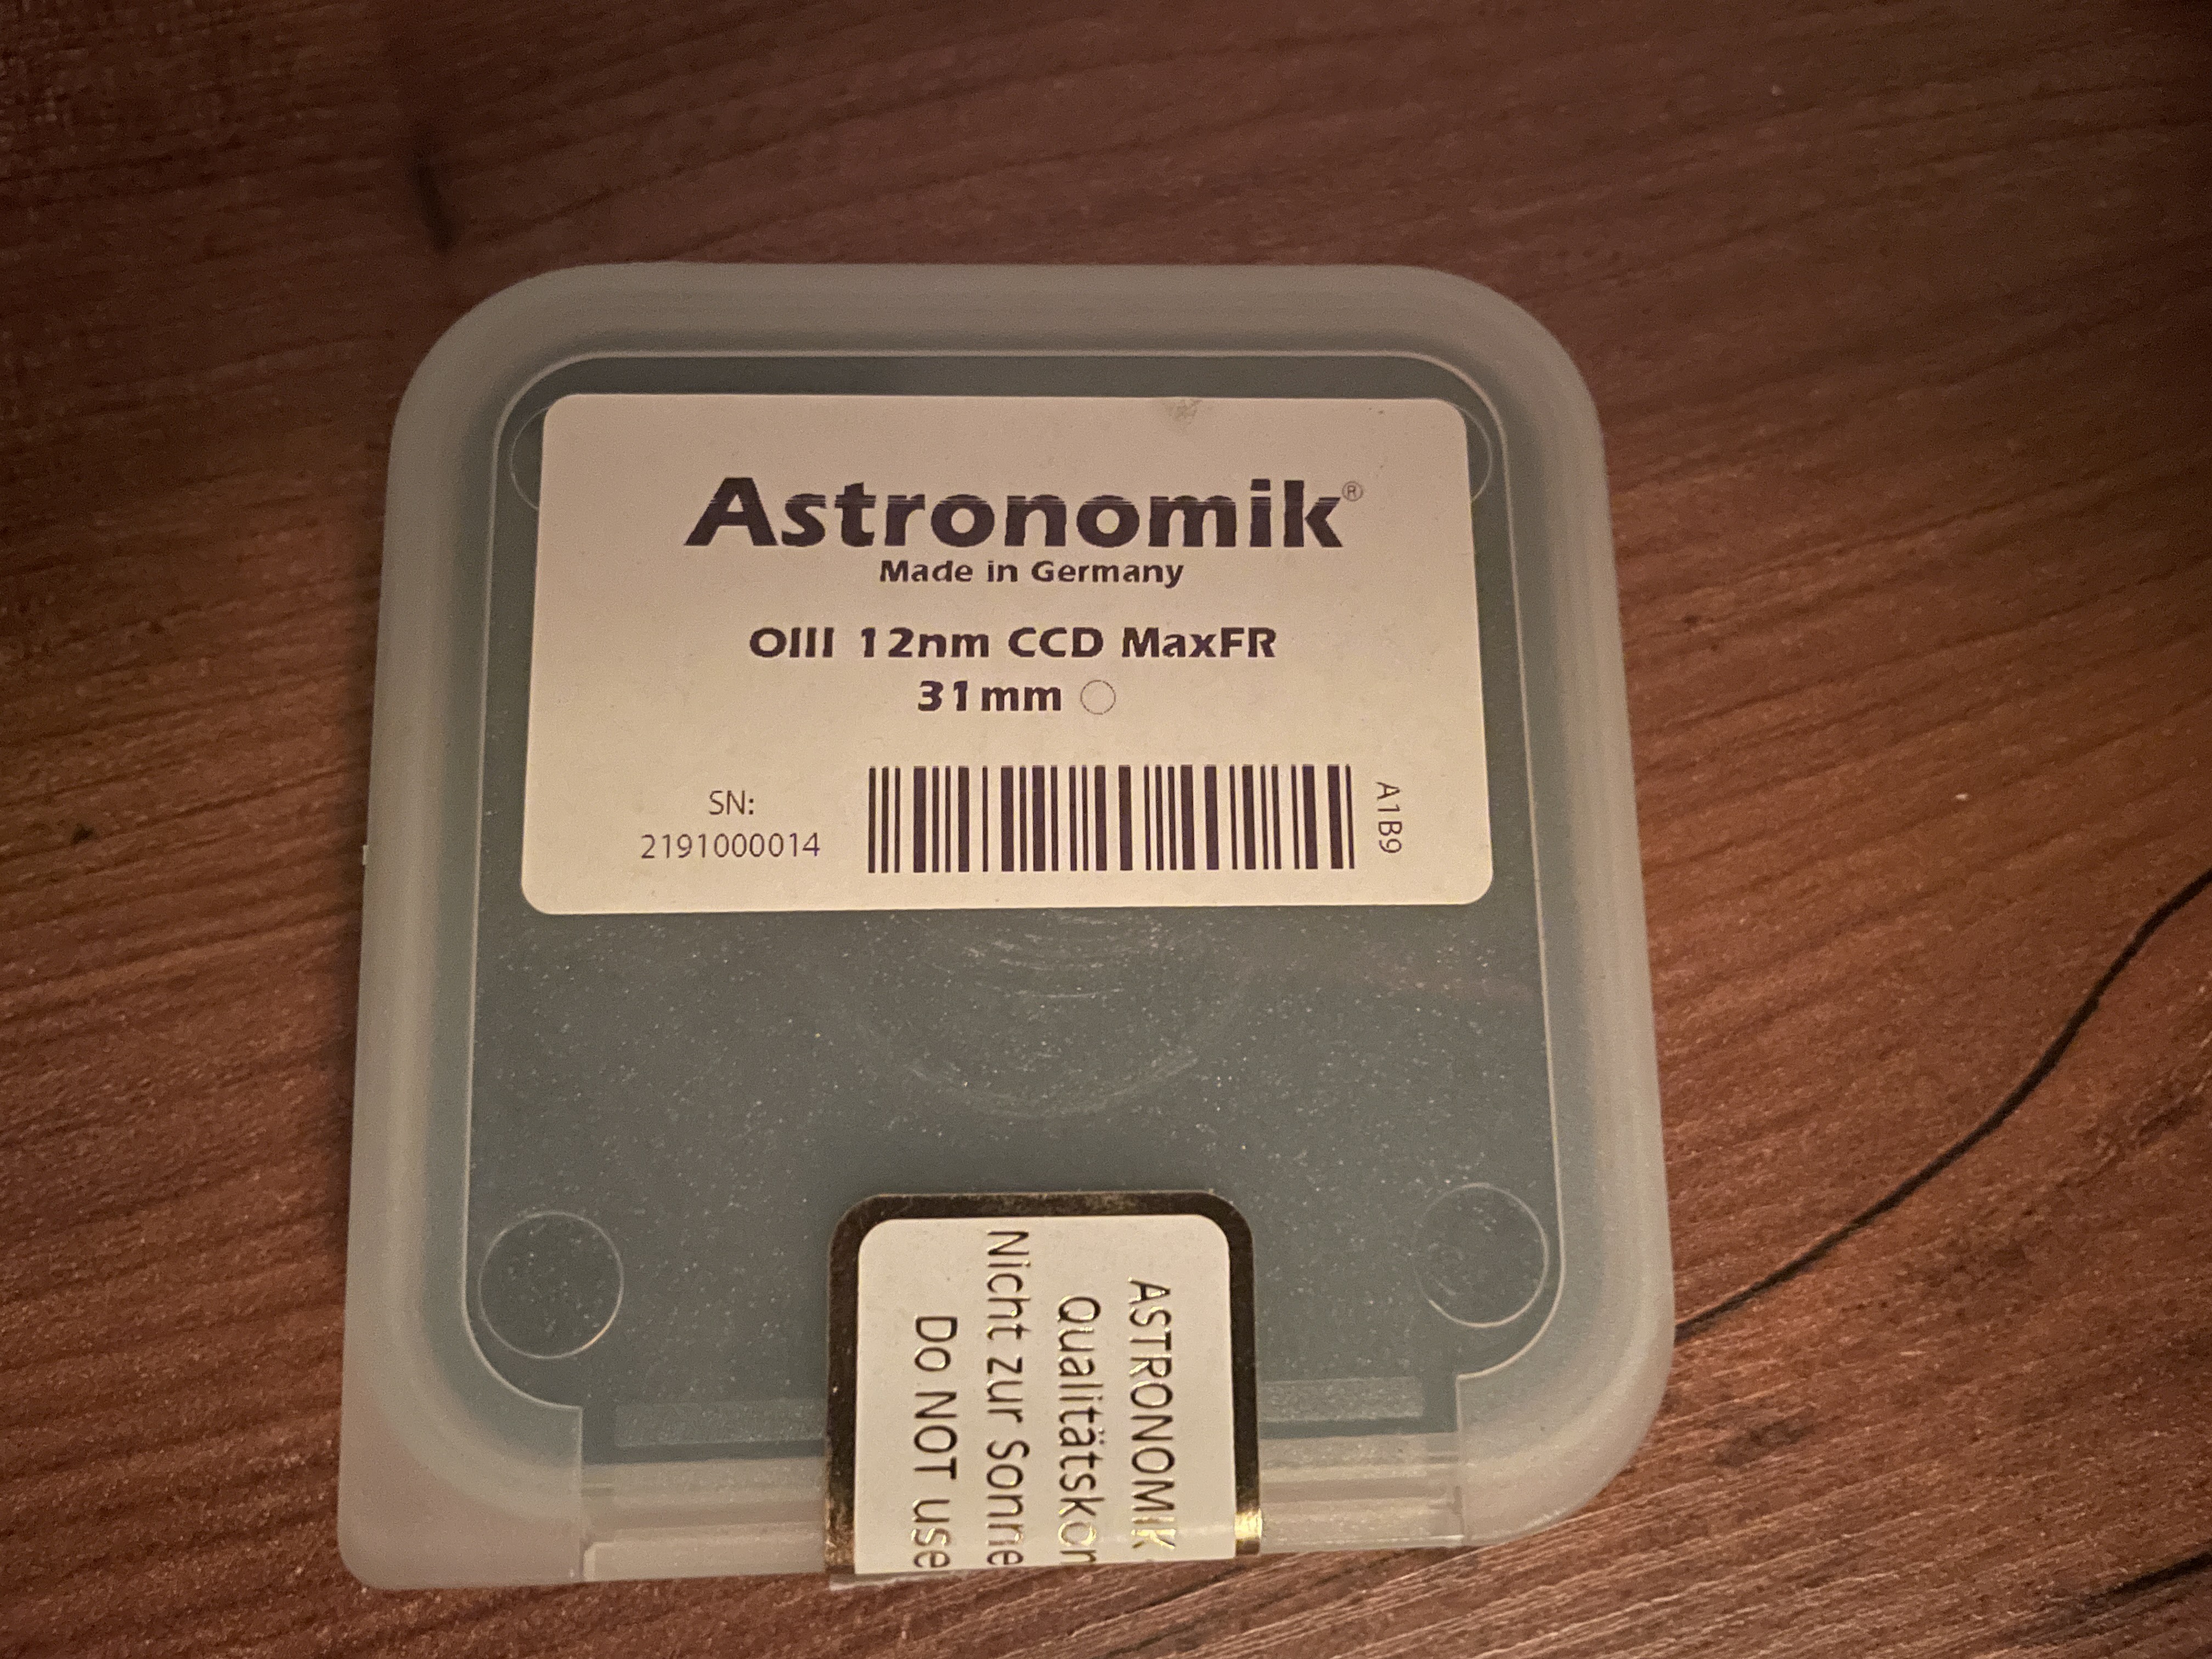 Astronomik®
Made in Germany
OIII 12nm CCD MaxFR
31mm
SN:
2191000014
A1B9
ASTRONOMIK
Nicht zur Sonne
Do NOT use